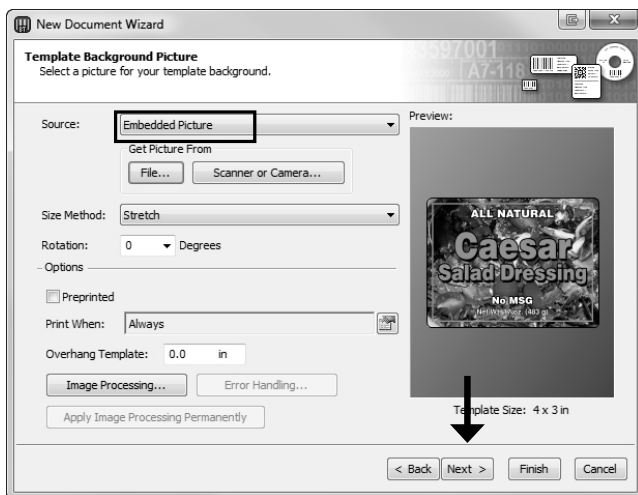 New Document Wizard
Template Background Picture
Select a picture for your template background.
A7-118
Source: Embedded Picture
Get Picture From
File... Scanner or Camera...
Size Method: Stretch
Rotation: 0 Degrees
Options
Preprinted
Print When: Always
Overhang Template: 0.0 in
Image Processing... Error Handling...
Apply Image Processing Permanently
Preview:
ALL NATURAL
Caesar
Salad Dressing
No MSG
Template Size: 4 x 3 in
< Back Next > Finish Cancel